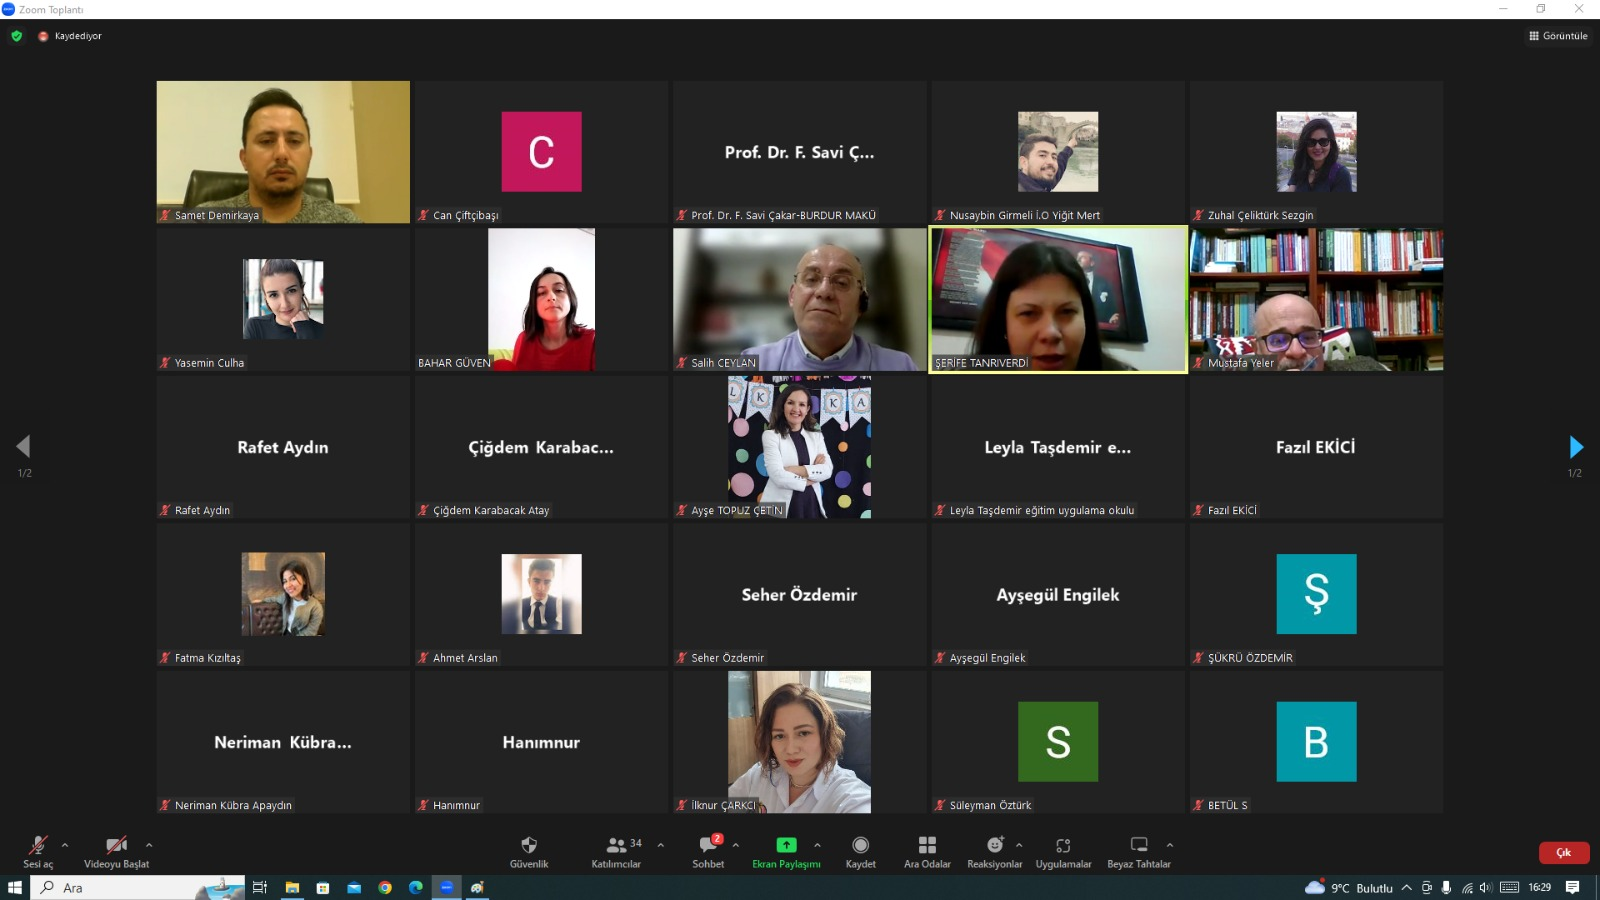 Zoom Toplantı
Kaydediyor
Görüntüle
Samet Demirkaya
C
Can Çiftçibaşı
Prof. Dr. F. Savi Ç...
Prof. Dr. F. Savi Çakar-BURDUR MAKÜ
Nusaybin Girmeli İ.O Yiğit Mert
Zuhal Çeliktürk Sezgin
Yasemin Culha
BAHAR GÜVEN
Salih CEYLAN
ŞERİFE TANRIVERDİ
Mustafa Yeler
1/2
Rafet Aydın
Rafet Aydın
Çiğdem Karabac...
Çiğdem Karabacak Atay
L K K A
Ayşe TOPUZ ÇETİN
Leyla Taşdemir e...
Leyla Taşdemir eğitim uygulama okulu
Fazıl EKİCİ
Fazıl EKİCİ
1/2
Fatma Kızıltaş
Ahmet Arslan
Seher Özdemir
Seher Özdemir
Ayşegül Engilek
Ayşegül Engilek
Ş
ŞÜKRÜ ÖZDEMİR
Neriman Kübra...
Neriman Kübra Apaydın
Hanımnur
Hanımnur
İlknur ÇARKCI
S
Süleyman Öztürk
B
BETÜL S
Sesi aç
Videoyu Başlat
Güvenlik
34
Katılımcılar
2
Sohbet
Ekran Paylaşımı
Kaydet
Ara Odalar
Reaksiyonlar
Uygulamalar
Beyaz Tahtalar
Çık
Ara
9°C Bulutlu
16:29